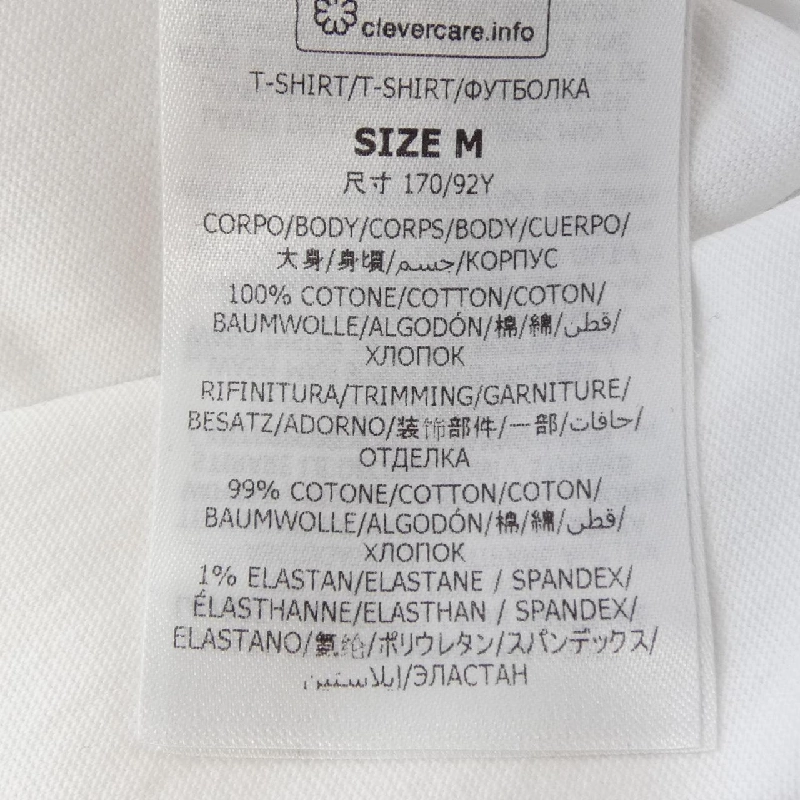 clevercare.info
T-SHIRT/T-SHIRT/ФУТБОЛКА
SIZE M
尺寸 170/92Y
CORPO/BODY/CORPS/BODY/CUERPO/
大身/身頃/جسم/КОРПУС
100% COTONE/COTTON/COTON/
BAUMWOLLE/ALGODÓN/棉/綿/قطن/
ХЛОПОК
RIFINITURA/TRIMMING/GARNITURE/
BESATZ/ADORNO/装饰部件/一部/حافات/
ОТДЕЛКА
99% COTONE/COTTON/COTON/
BAUMWOLLE/ALGODÓN/棉/綿/قطن/
ХЛОПОК
1% ELASTAN/ELASTANE / SPANDEX/
ÉLASTHANNE/ELASTHAN / SPANDEX/
ELASTANO/氨纶/ポリウレタン/スパンデックス/
إيلاستين/ЭЛАСТАН